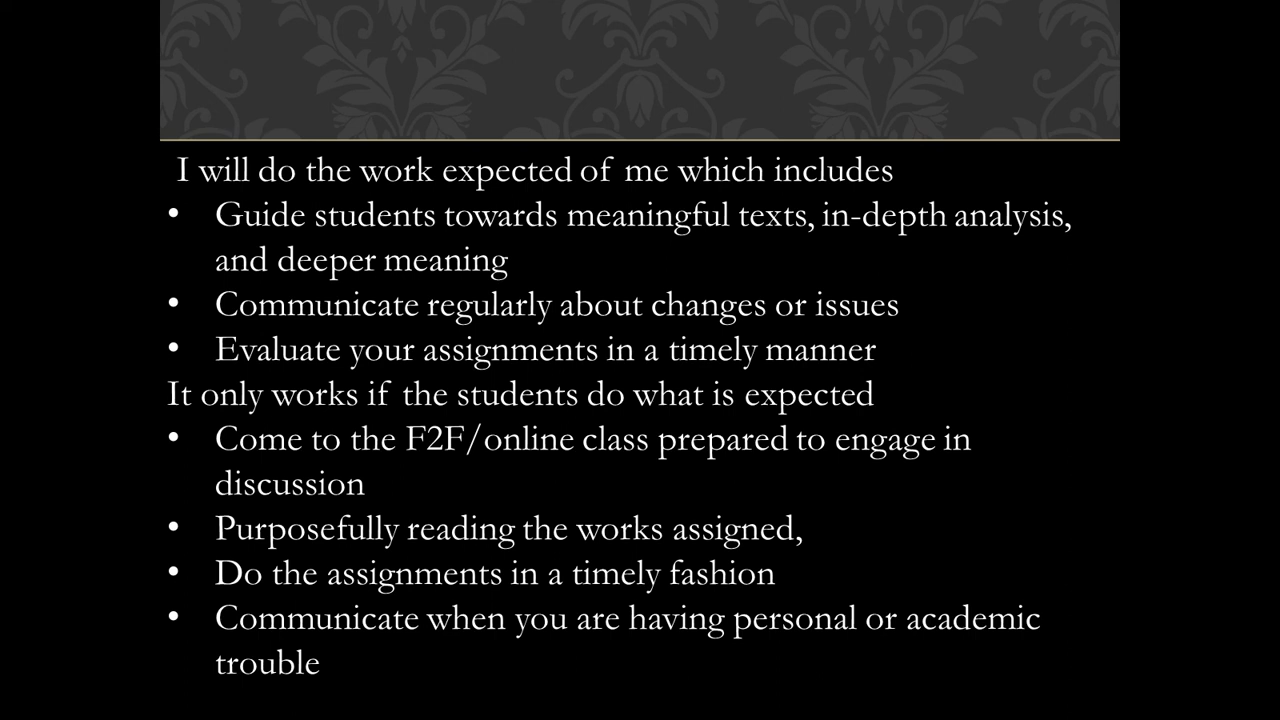 I will do the work expected of me which includes
• Guide students towards meaningful texts, in-depth analysis,
and deeper meaning
• Communicate regularly about changes or issues
• Evaluate your assignments in a timely manner
It only works if the students do what is expected
• Come to the F2F/online class prepared to engage in
discussion
• Purposefully reading the works assigned,
• Do the assignments in a timely fashion
• Communicate when you are having personal or academic
trouble